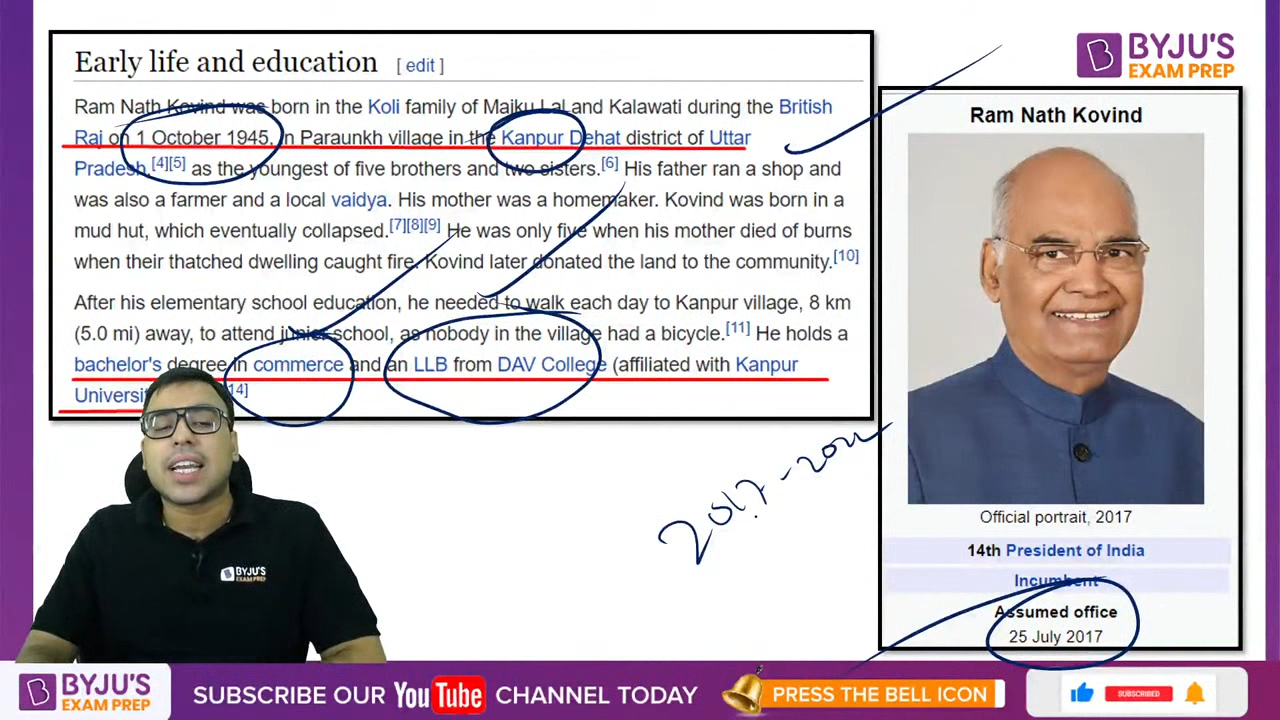 BYJU'S
EXAM PREP
Early life and education [ edit ]
Ram Nath Kovind was born in the Koli family of Maiku Lal and Kalawati during the British
Raj on 1 October 1945, in Paraunkh village in the Kanpur Dehat district of Uttar
Pradesh,[4][5] as the youngest of five brothers and two sisters.[6] His father ran a shop and
was also a farmer and a local vaidya. His mother was a homemaker. Kovind was born in a
mud hut, which eventually collapsed.[7][8][9] He was only five when his mother died of burns
when their thatched dwelling caught fire. Kovind later donated the land to the community.[10]
After his elementary school education, he needed to walk each day to Kanpur village, 8 km
(5.0 mi) away, to attend junior school, as nobody in the village had a bicycle.[11] He holds a
bachelor's degree in commerce and an LLB from DAV College (affiliated with Kanpur
14]
Ram Nath Kovind
Official portrait, 2017
14th President of India
Incumbent
Assumed office
25 July 2017
2017-2022
BYJU'S
EXAM PREP
BYJU'S
EXAM PREP
SUBSCRIBE OUR YouTube CHANNEL TODAY
PRESS THE BELL ICON
SUBSCRIBED